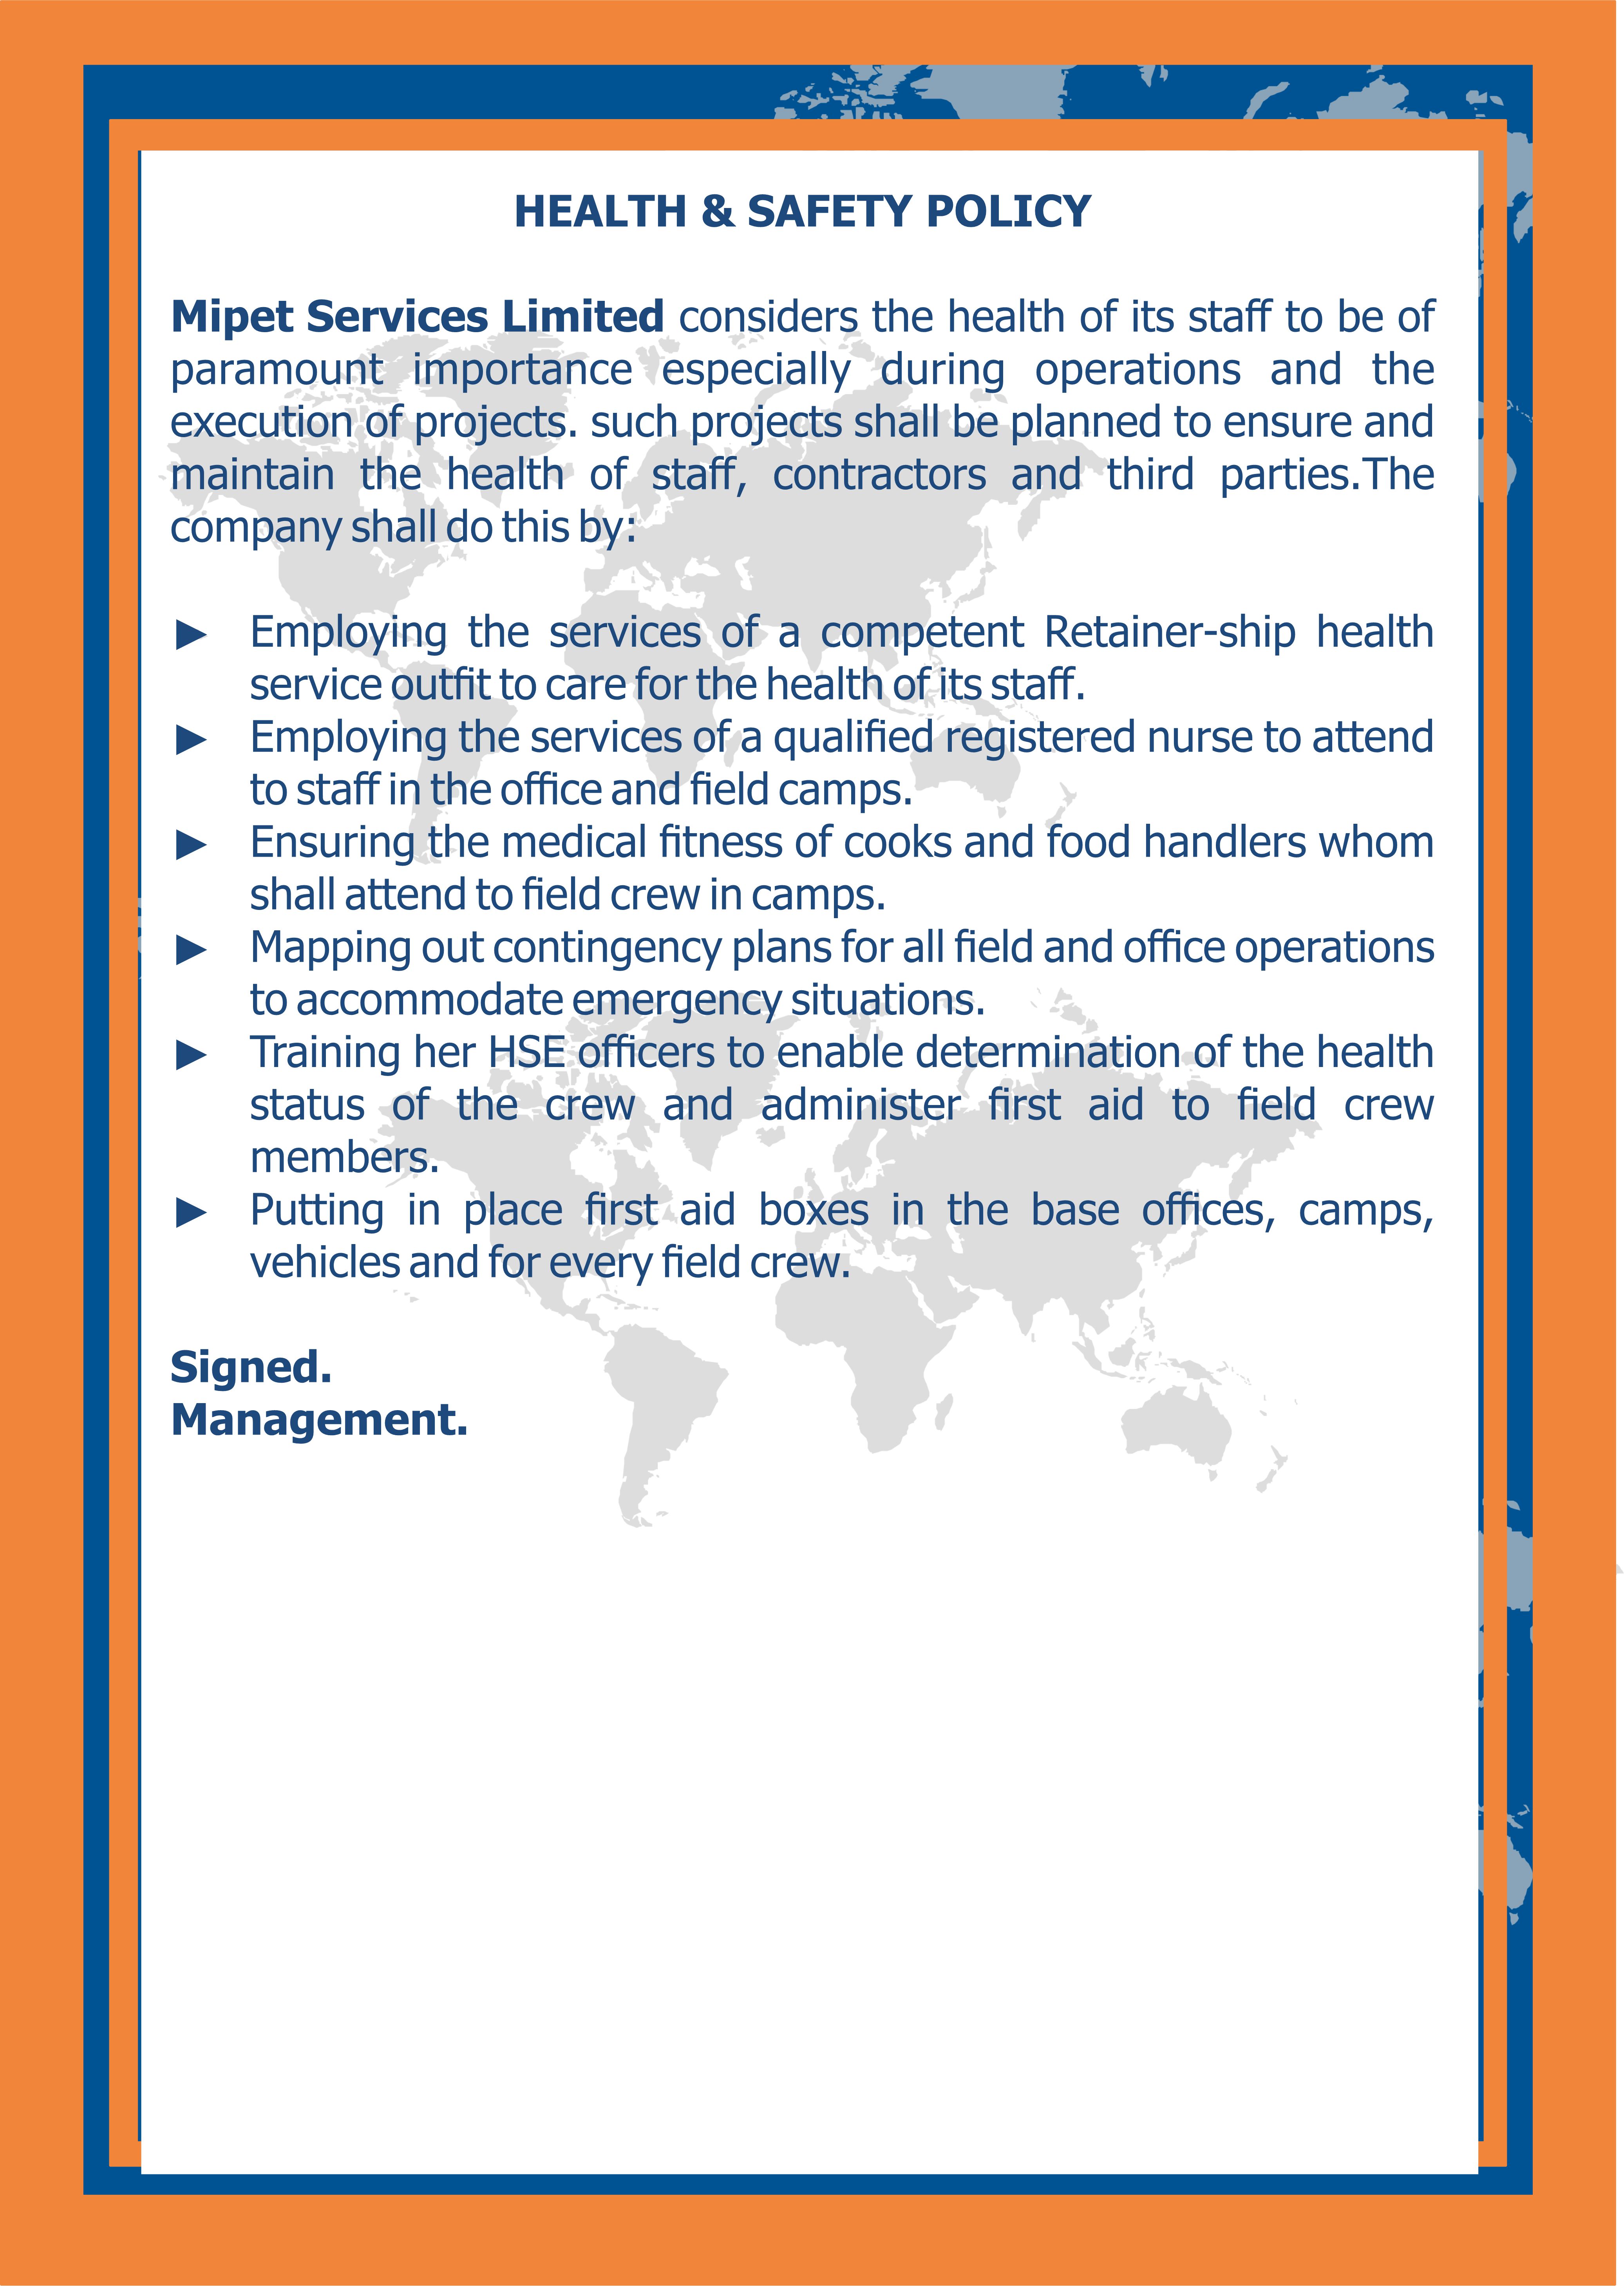 HEALTH & SAFETY POLICY
Mipet Services Limited considers the health of its staff to be of
paramount importance especially during operations and the
execution of projects. such projects shall be planned to ensure and
maintain the health of staff, contractors and third parties.The
company shall do this by:
► Employing the services of a competent Retainer-ship health
service outfit to care for the health of its staff.
► Employing the services of a qualified registered nurse to attend
to staff in the office and field camps.
► Ensuring the medical fitness of cooks and food handlers whom
shall attend to field crew in camps.
► Mapping out contingency plans for all field and office operations
to accommodate emergency situations.
► Training her HSE officers to enable determination of the health
status of the crew and administer first aid to field crew
members.
► Putting in place first aid boxes in the base offices, camps,
vehicles and for every field crew.
Signed.
Management.